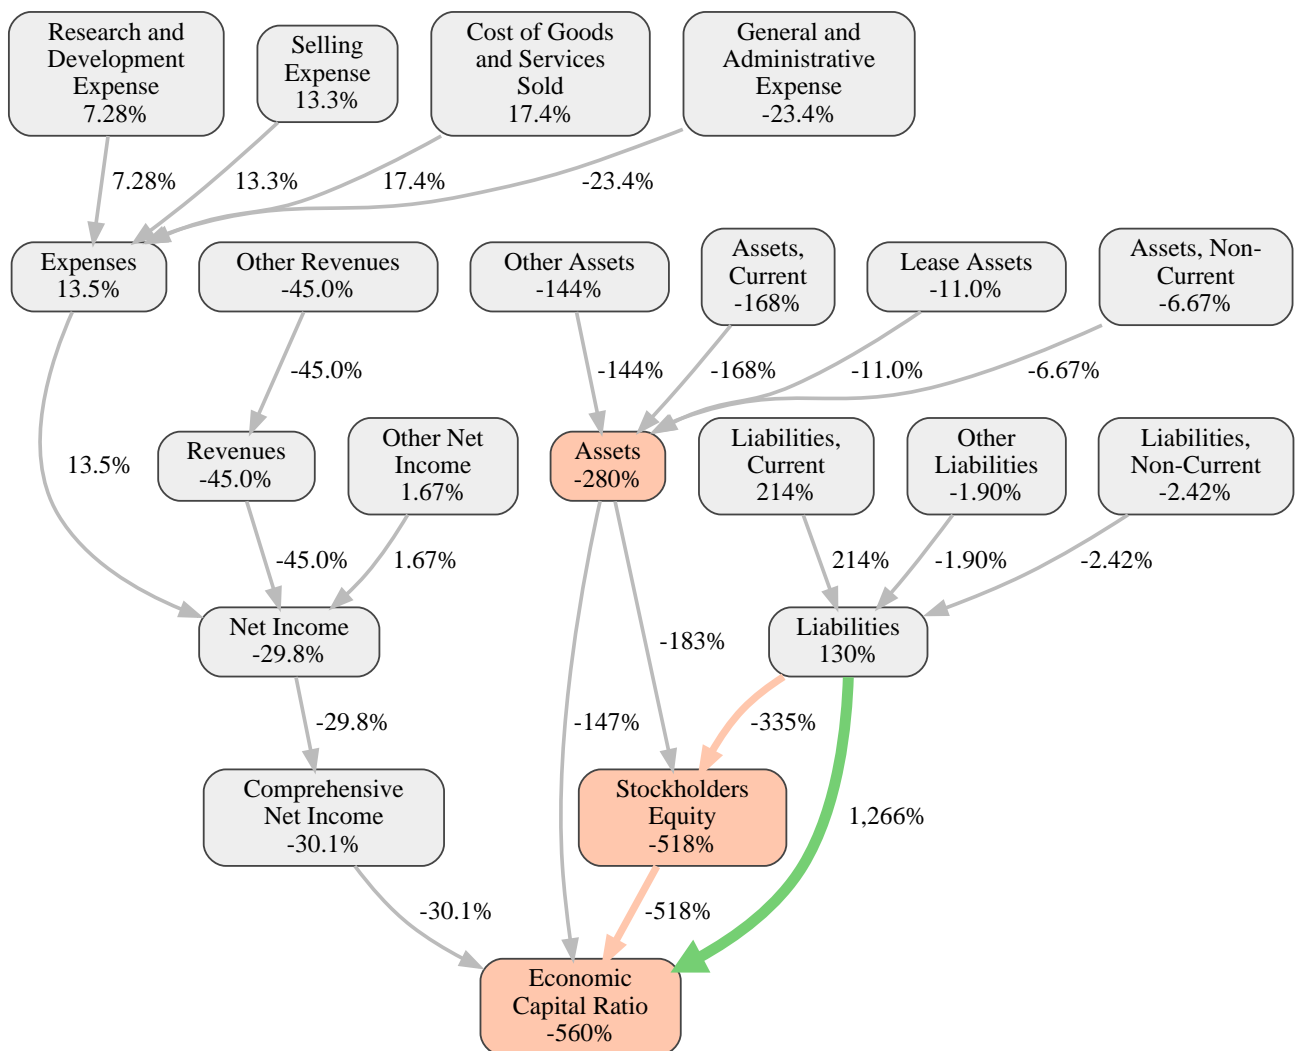 Research and
Development
Expense
7.28%
Selling
Expense
13.3%
Cost of Goods
and Services
Sold
17.4%
General and
Administrative
Expense
-23.4%
7.28%
13.3%
17.4%
-23.4%
Expenses
13.5%
Other Revenues
-45.0%
Other Assets
-144%
Assets,
Current
-168%
Lease Assets
-11.0%
Assets, Non-
Current
-6.67%
-45.0%
-144%
-168%
-11.0%
-6.67%
13.5%
Revenues
-45.0%
Other Net
Income
1.67%
Assets
-280%
Liabilities,
Current
214%
Other
Liabilities
-1.90%
Liabilities,
Non-Current
-2.42%
-45.0%
1.67%
214%
-1.90%
-2.42%
Net Income
-29.8%
-183%
Liabilities
130%
-29.8%
-147%
-335%
Comprehensive
Net Income
-30.1%
Stockholders
Equity
-518%
1,266%
-30.1%
-518%
Economic
Capital Ratio
-560%